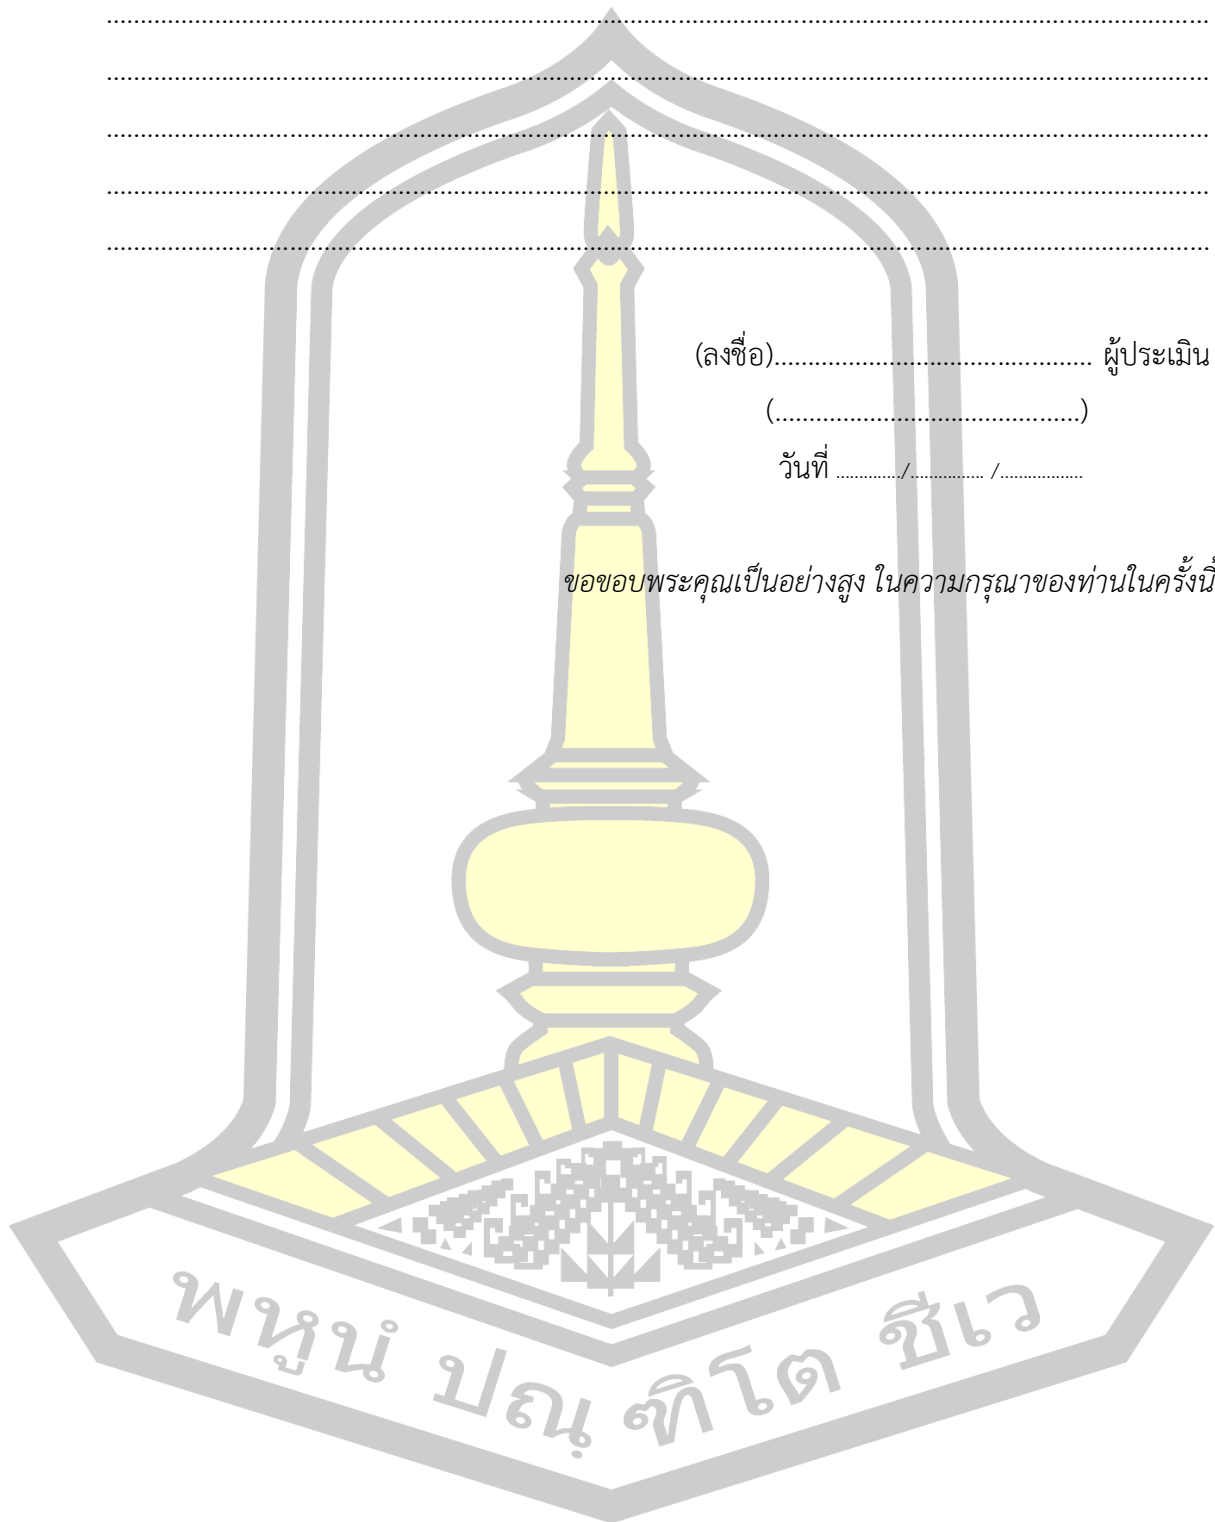 ................................................................................................................................................................
................................................................................................................................................................
................................................................................................................................................................
................................................................................................................................................................
................................................................................................................................................................
(ลงชื่อ).............................................. ผู้ประเมิน
(............................................)
วันที่ ............../................ /..................
ขอขอบพระคุณเป็นอย่างสูง ในความกรุณาของท่านในครั้งนี้
พหูนํ ปณฺ ฑิโต ชีเว